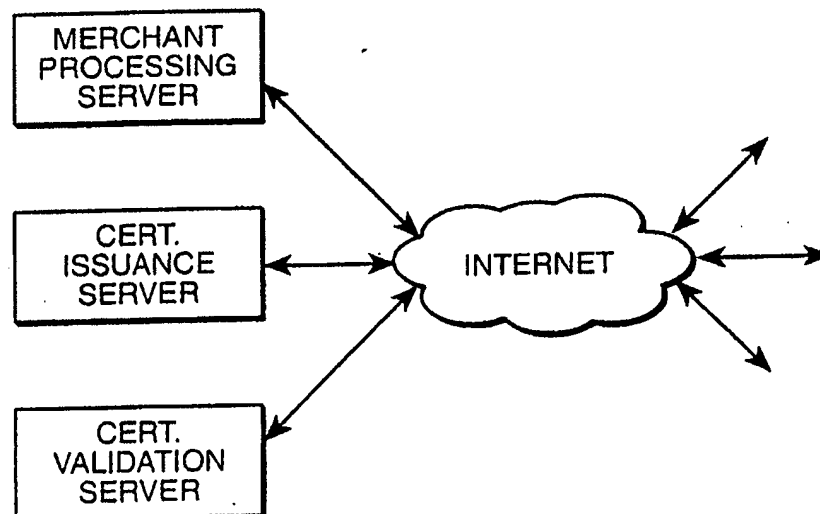 MERCHANT
PROCESSING
SERVER
CERT.
ISSUANCE
SERVER
INTERNET
CERT.
VALIDATION
SERVER